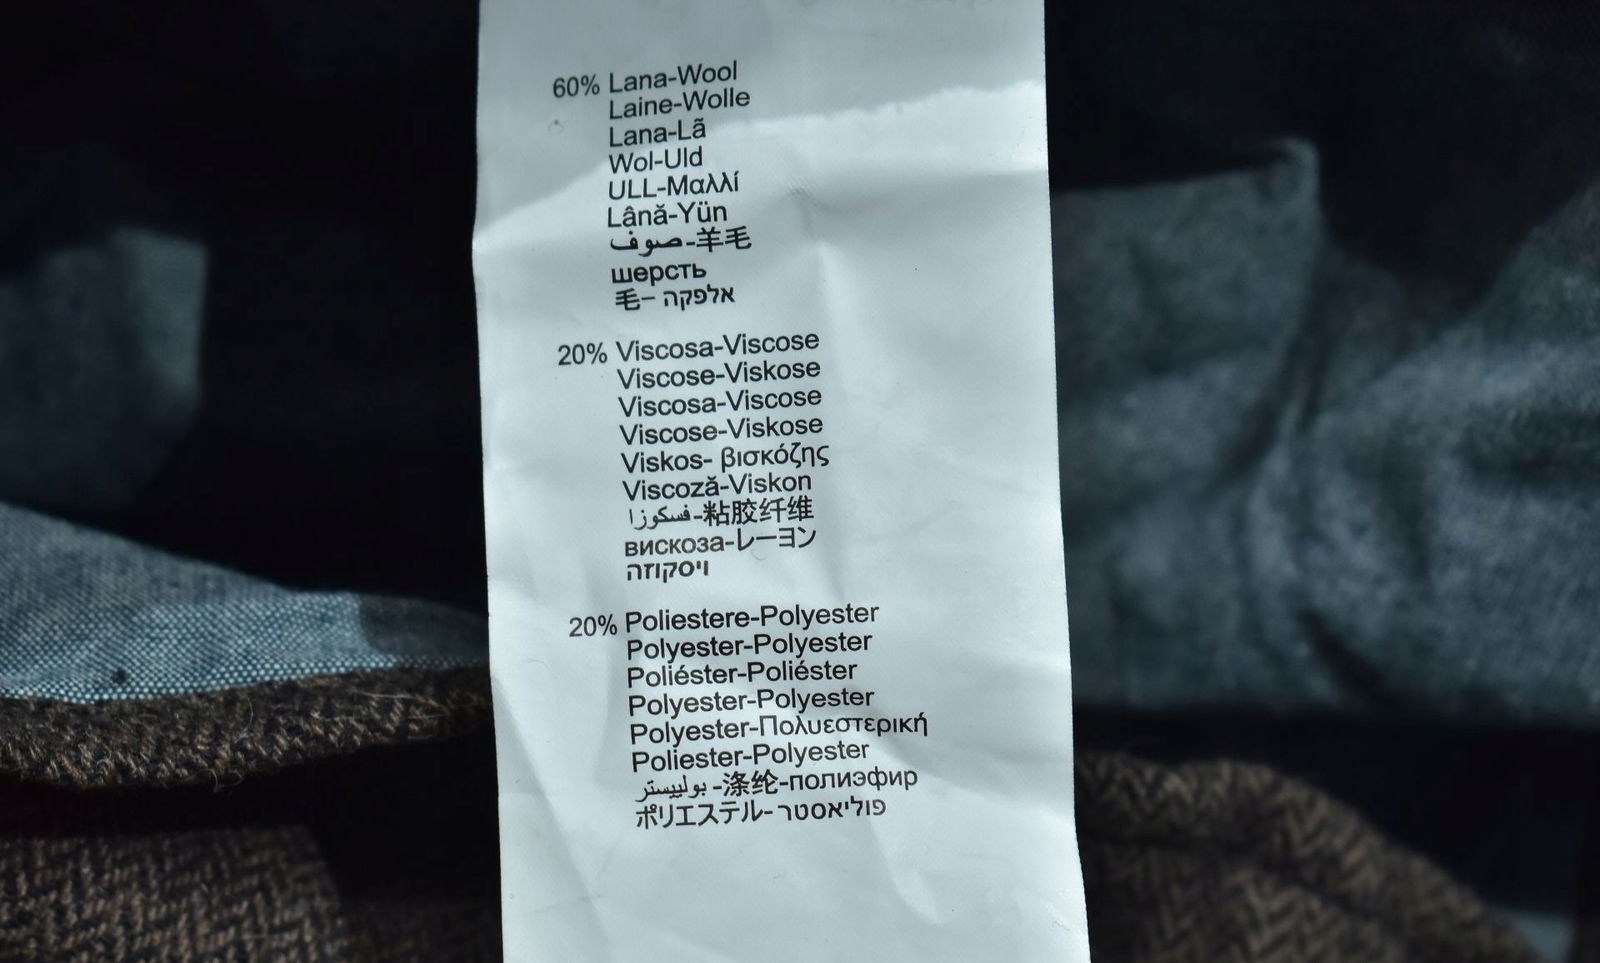 60% Lana-Wool
Laine-Wolle
Lana-Lã
Wol-Uld
ULL-Μαλλί
Lână-Yün
صوف-羊毛
шерсть
毛– אלפקה
20% Viscosa-Viscose
Viscose-Viskose
Viscosa-Viscose
Viscose-Viskose
Viskos- βισκόζης
Viscoză-Viskon
فسكوزا-粘胶纤维
вискоза-レーヨン
ויסקוזה
20% Poliestere-Polyester
Polyester-Polyester
Poliéster-Poliéster
Polyester-Polyester
Polyester-Πολυεστερική
Poliester-Polyester
بولييستر-涤纶-полиэфир
ポリエステル-פוליאסטר